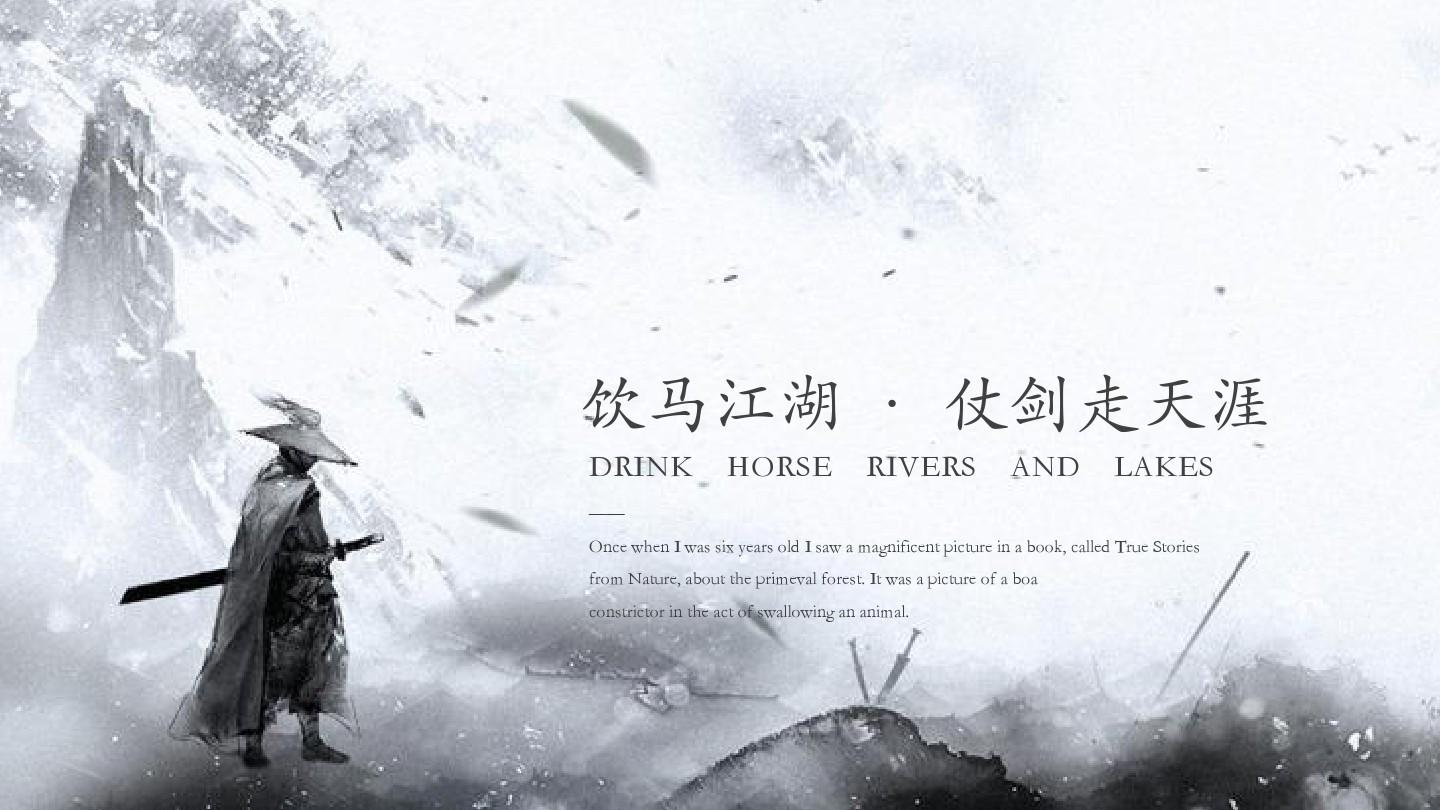 饮马江湖 · 仗剑走天涯
DRINK HORSE RIVERS AND LAKES
Once when I was six years old I saw a magnificent picture in a book, called True Stories
from Nature, about the primeval forest. It was a picture of a boa
constrictor in the act of swallowing an animal.